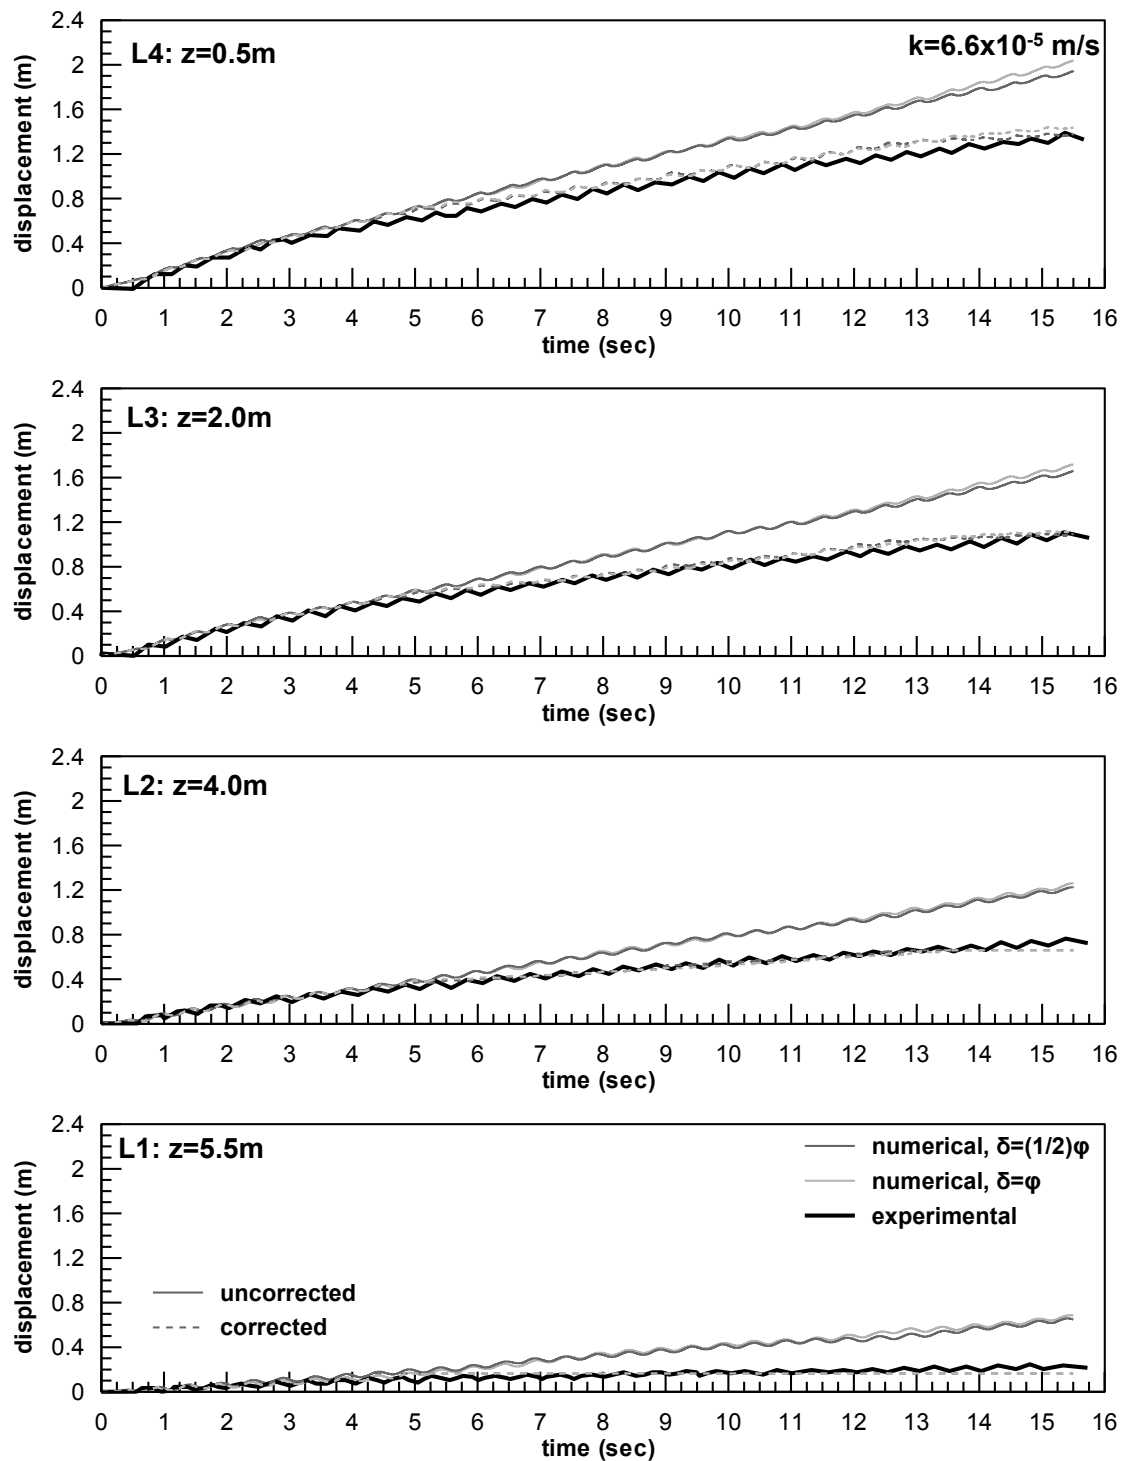 2.4
L4: z=0.5m
k=6.6x10-5 m/s
2
1.6
1.2
0.8
0.4
0
displacement (m)
0 1 2 3 4 5 6 7 8 9 10 11 12 13 14 15 16
time (sec)
2.4
L3: z=2.0m
2
1.6
1.2
0.8
0.4
0
displacement (m)
0 1 2 3 4 5 6 7 8 9 10 11 12 13 14 15 16
time (sec)
2.4
L2: z=4.0m
2
1.6
1.2
0.8
0.4
0
displacement (m)
0 1 2 3 4 5 6 7 8 9 10 11 12 13 14 15 16
time (sec)
2.4
L1: z=5.5m
2
1.6
1.2
0.8
0.4
0
displacement (m)
numerical, δ=(1/2)φ
numerical, δ=φ
experimental
uncorrected
corrected
0 1 2 3 4 5 6 7 8 9 10 11 12 13 14 15 16
time (sec)